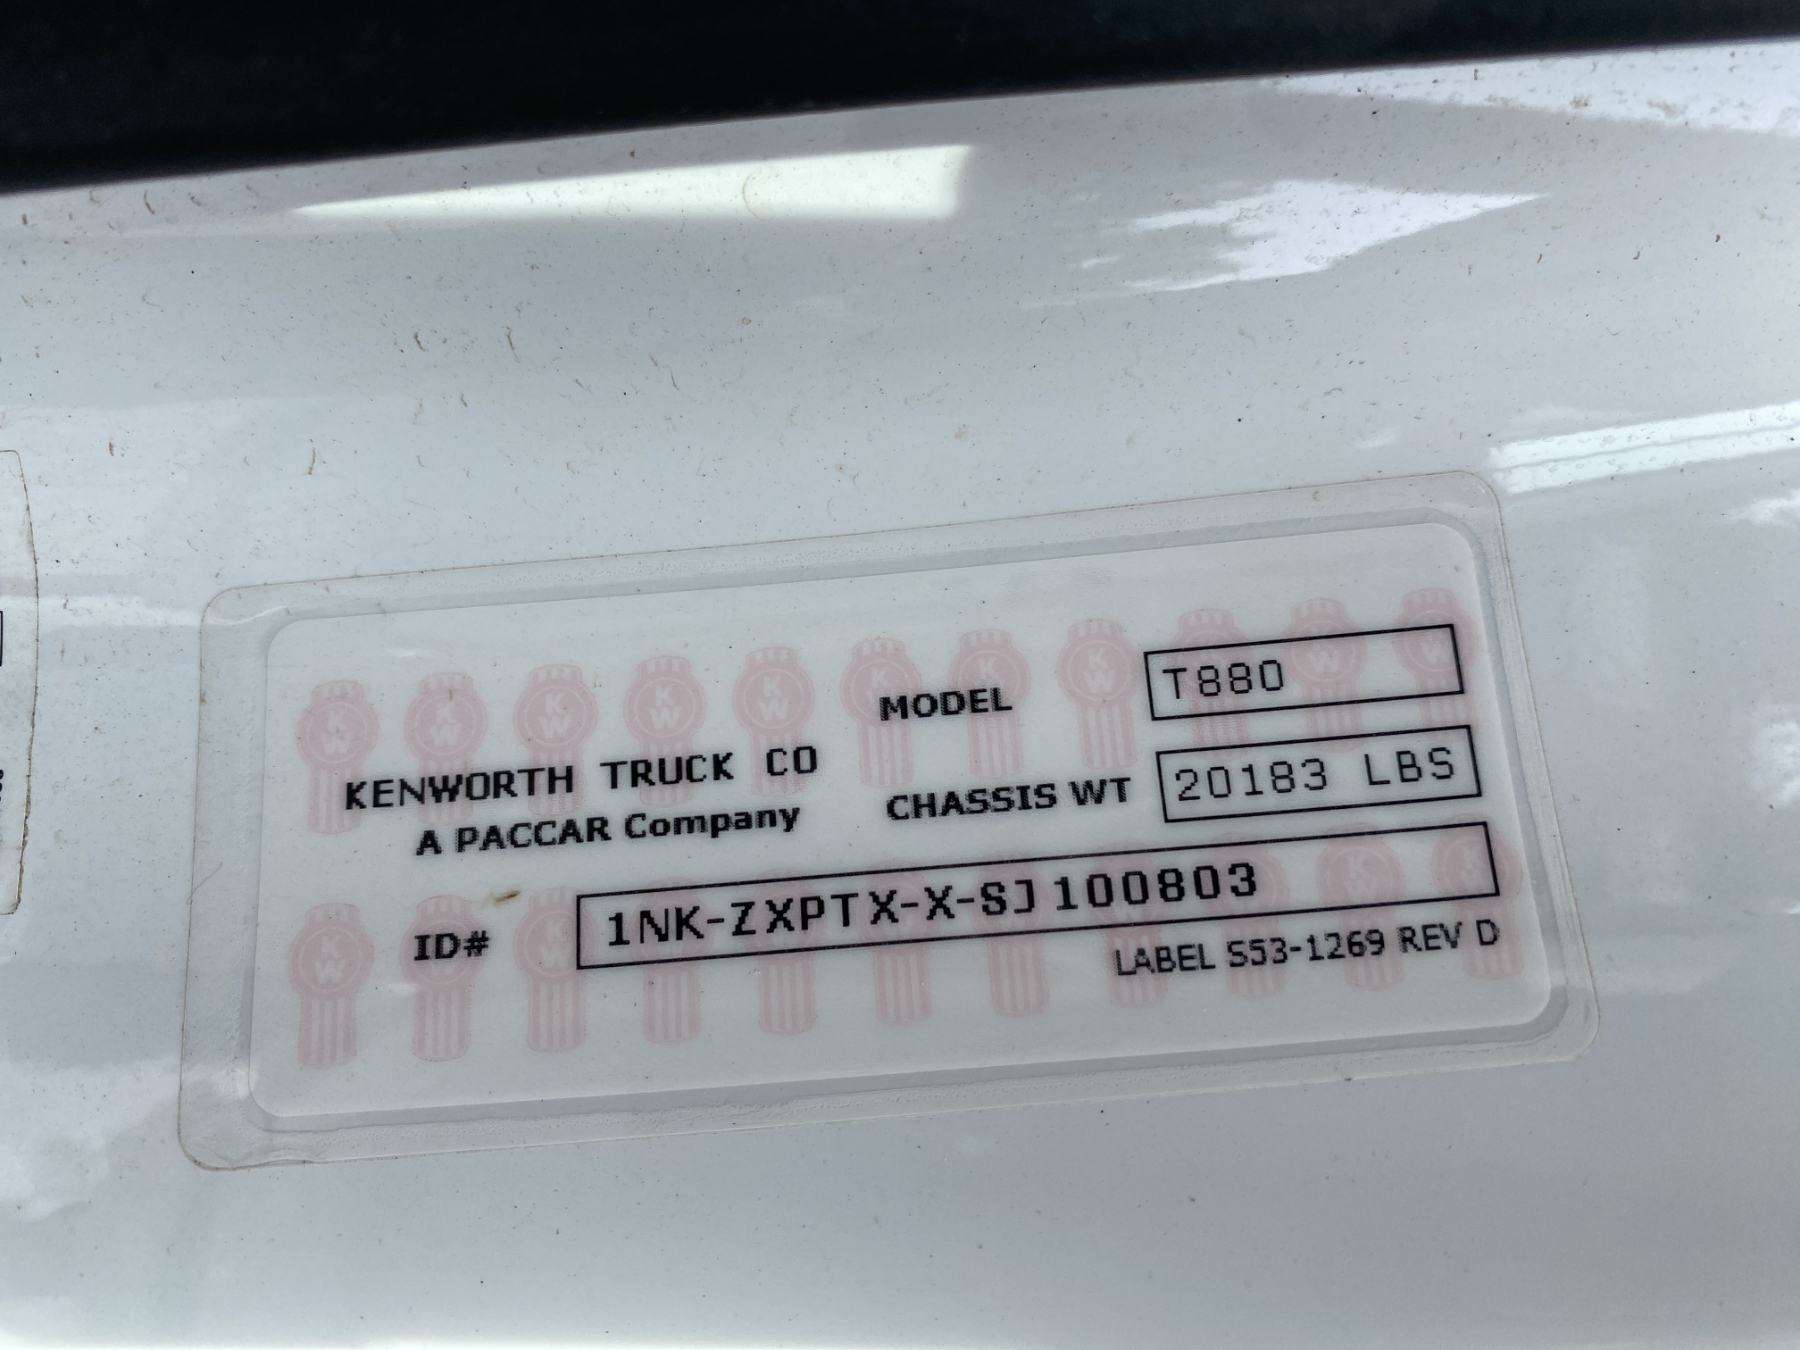 MODEL T880
KENWORTH TRUCK CO
A PACCAR Company
CHASSIS WT 20183 LBS
ID# 1NK-ZXPTX-X-SJ100803
LABEL S53-1269 REV D